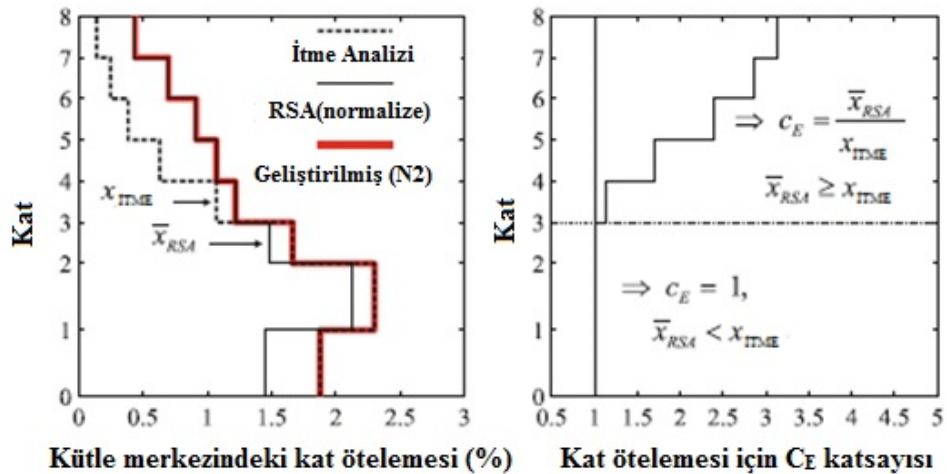 8
7
6
5
4
3
2
1
0
Kat
İtme Analizi
RSA(normalize)
Geliştirilmiş (N2)
x İTME
x̅ RSA
0 0.5 1 1.5 2 2.5 3
Kütle merkezindeki kat ötelemesi (%)
8
7
6
5
4
3
2
1
0
Kat
⇒ c_E = x̅_RSA / x_İTME
x̅_RSA ≥ x_İTME
⇒ c_E = 1,
x̅_RSA < x_İTME
0.5 1 1.5 2 2.5 3 3.5 4 4.5 5
Kat ötelemesi için C_E katsayısı